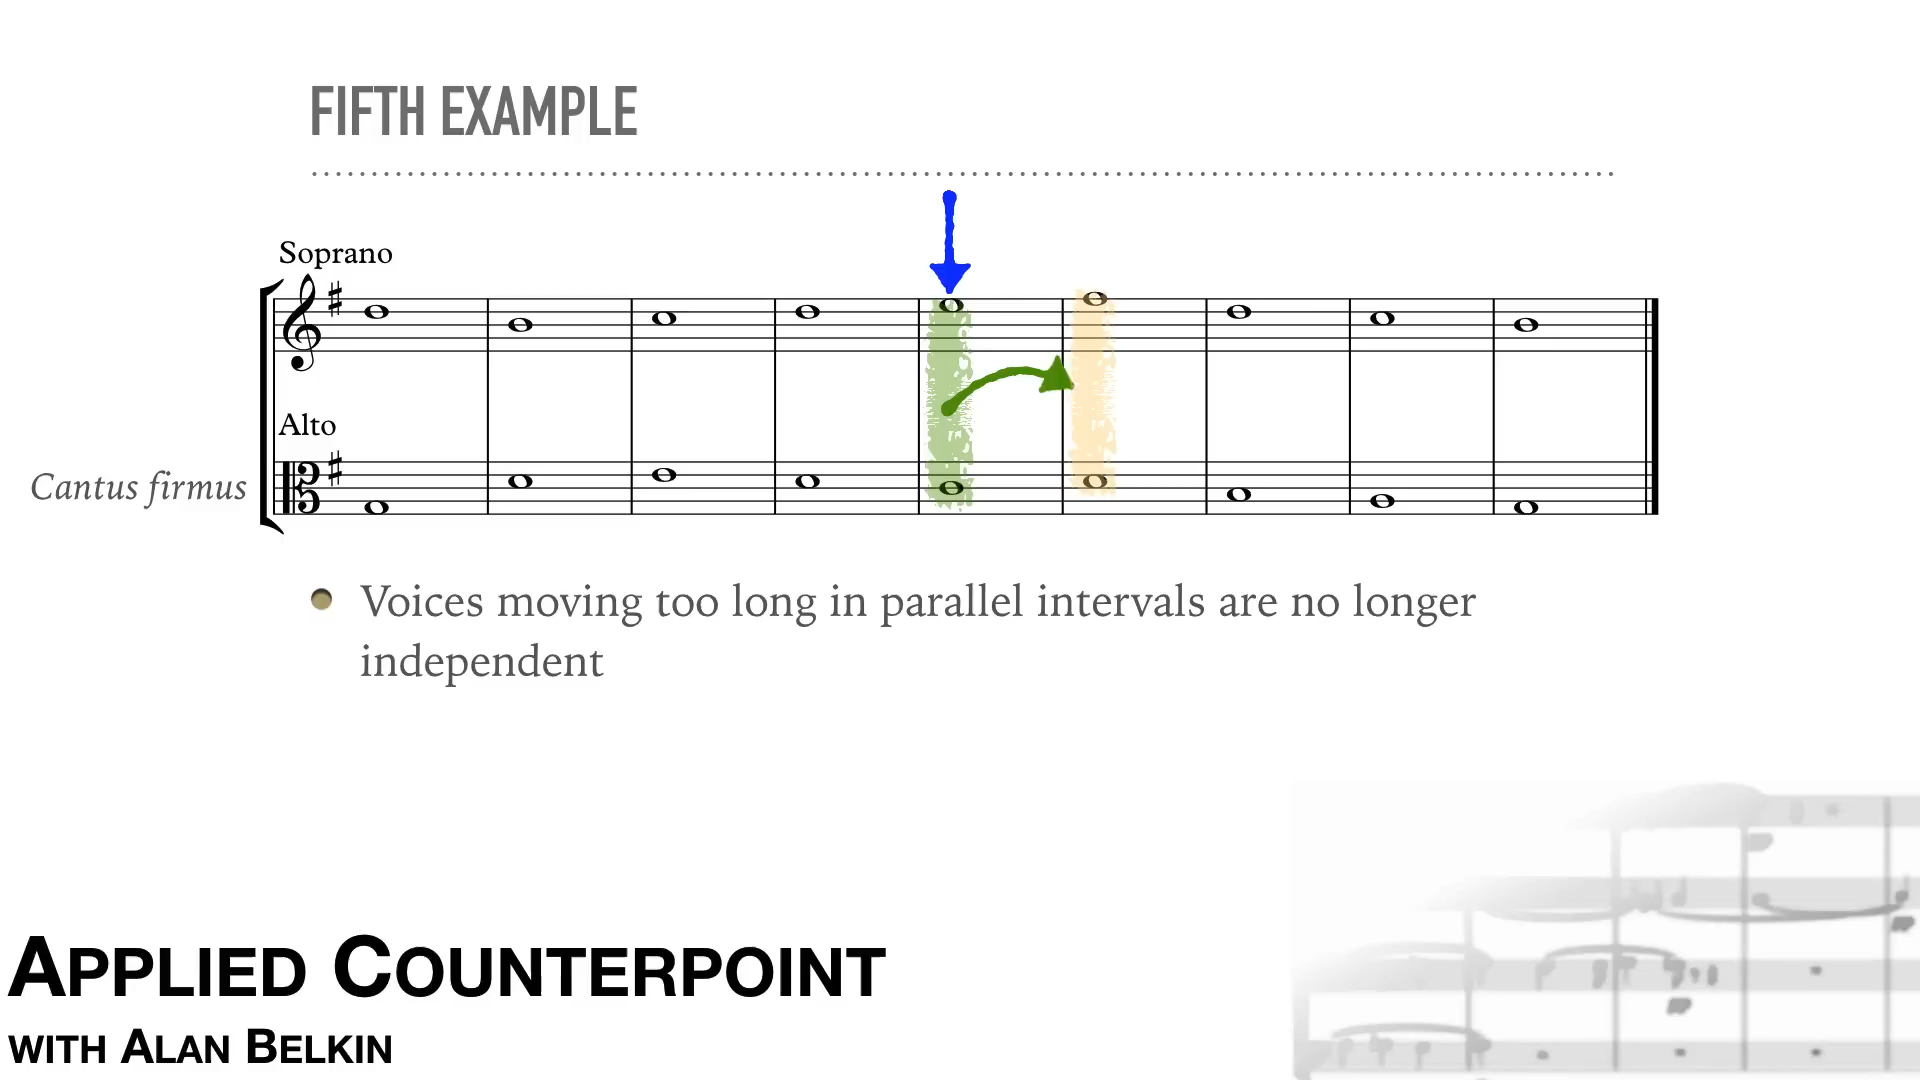 FIFTH EXAMPLE
Soprano
Alto
Cantus firmus
Voices moving too long in parallel intervals are no longer
independent
APPLIED COUNTERPOINT
WITH ALAN BELKIN